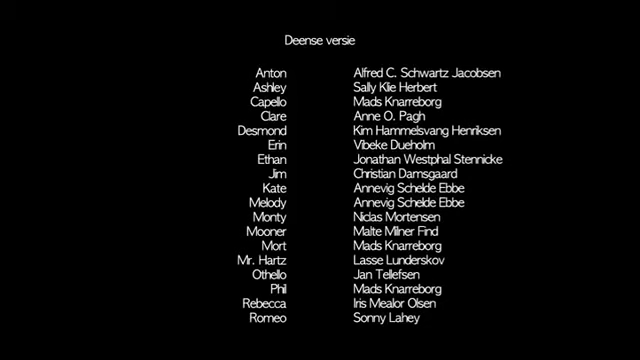 Deense versie
Anton Alfred C. Schwartz Jacobsen
Ashley Sally Klie Herbert
Capello Mads Knarreborg
Clare Anne O. Pagh
Desmond Kim Hammelsvang Henriksen
Erin Vibeke Dueholm
Ethan Jonathan Westphal Stennicke
Jim Christian Damsgaard
Kate Annevig Schelde Ebbe
Melody Annevig Schelde Ebbe
Monty Niclas Mortensen
Mooner Malte Milner Find
Mort Mads Knarreborg
Mr. Hartz Lasse Lunderskov
Othello Jan Tellefsen
Phil Mads Knarreborg
Rebecca Iris Mealor Olsen
Romeo Sonny Lahey